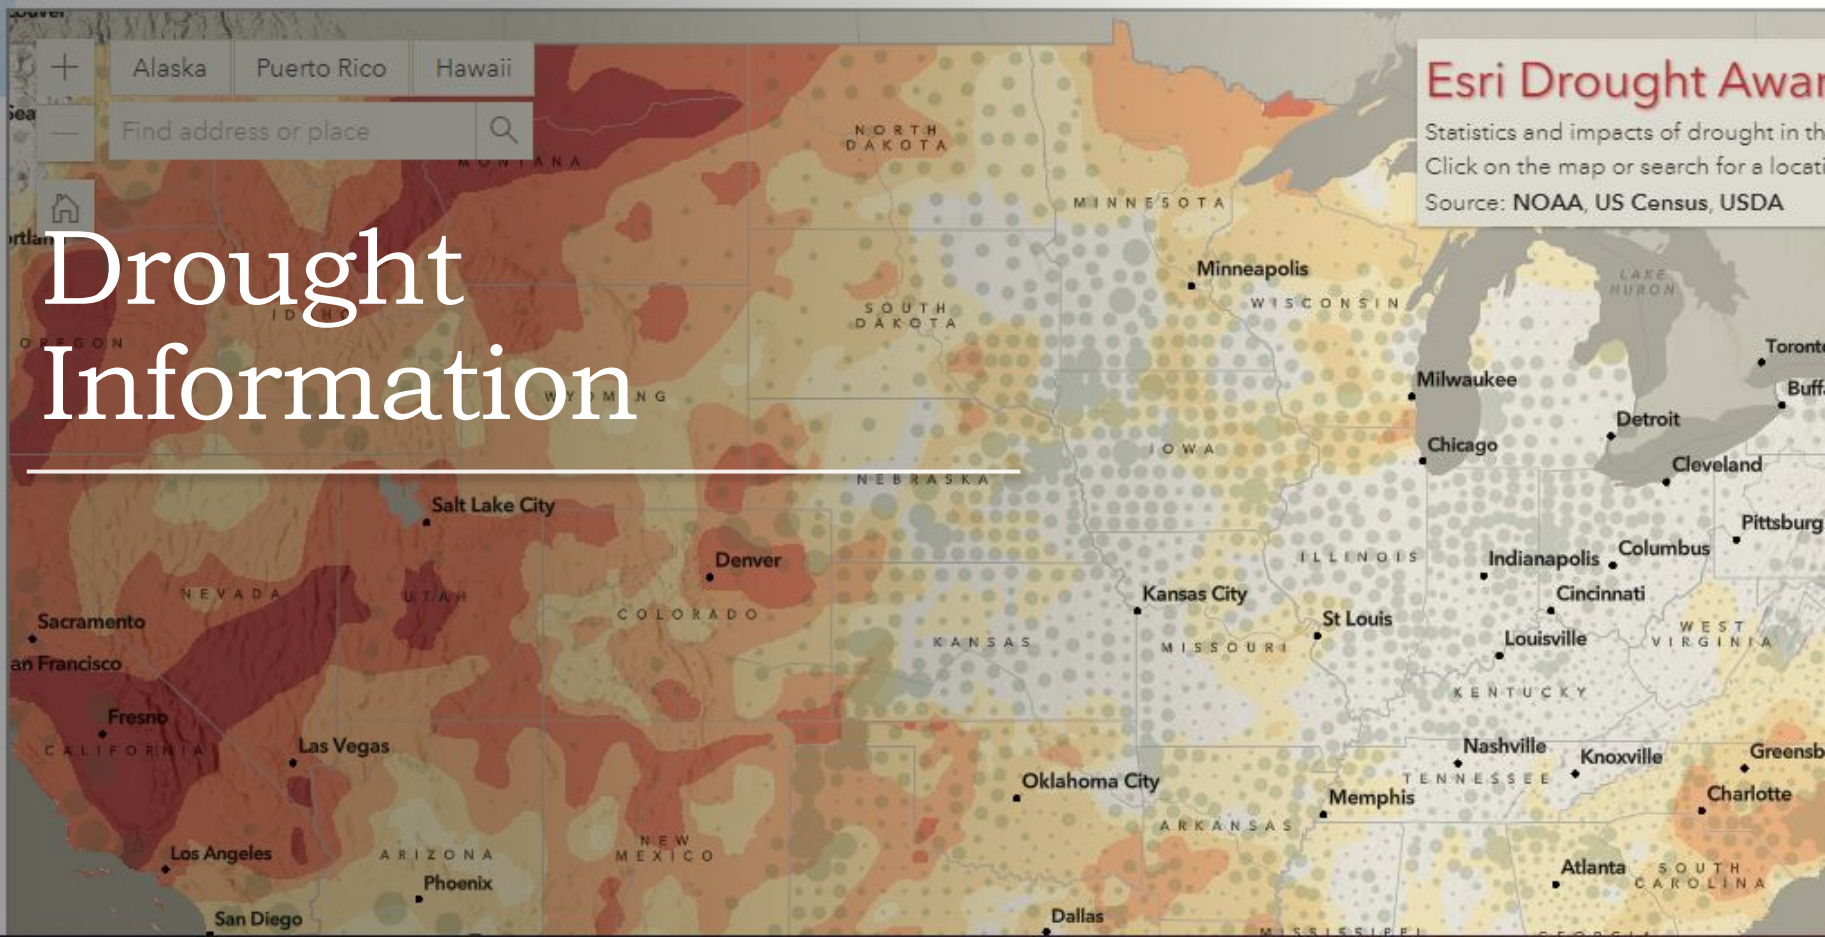 Alaska
Puerto Rico
Hawaii
Find address or place
Esri Drought Awar
Statistics and impacts of drought in th
Click on the map or search for a locati
Source: NOAA, US Census, USDA
Drought
Information
MONTANA
NORTH
DAKOTA
MINNESOTA
Minneapolis
WISCONSIN
LAKE
HURON
IDAHO
OREGON
SOUTH
DAKOTA
WYOMING
Toronto
Milwaukee
Buff
Detroit
Chicago
IOWA
Cleveland
NEBRASKA
Salt Lake City
Pittsburg
Denver
ILLINOIS
Indianapolis
Columbus
NEVADA
UTAH
COLORADO
Kansas City
Cincinnati
Sacramento
St Louis
WEST
VIRGINIA
KANSAS
MISSOURI
Louisville
an Francisco
KENTUCKY
Fresno
CALIFORNIA
Las Vegas
Nashville
Knoxville
Greensb
TENNESSEE
Oklahoma City
Memphis
Charlotte
ARKANSAS
Los Angeles
ARIZONA
NEW
MEXICO
Atlanta
SOUTH
CAROLINA
Phoenix
San Diego
Dallas
MISSISSIPPI
GEORGIA